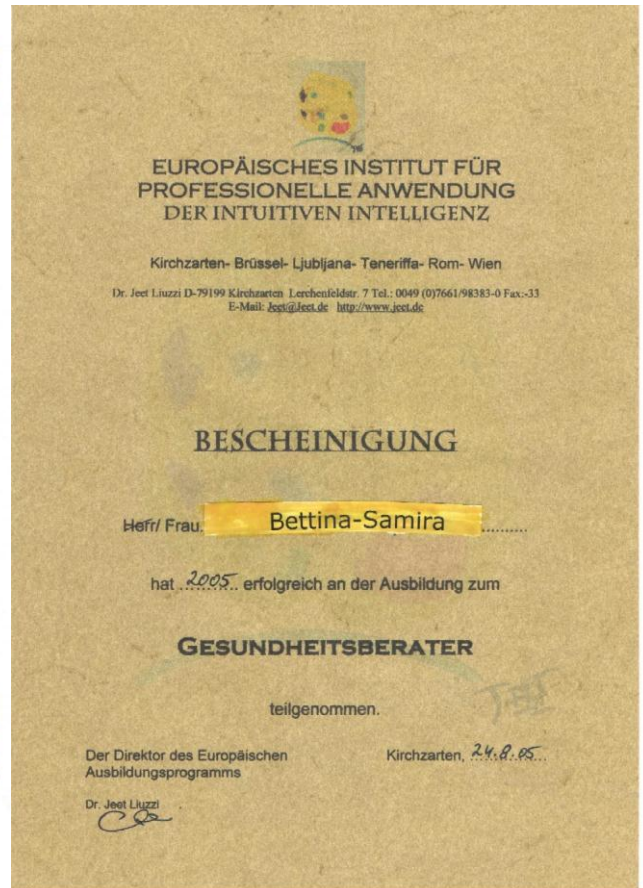 EUROPÄISCHES INSTITUT FÜR
PROFESSIONELLE ANWENDUNG
DER INTUITIVEN INTELLIGENZ
Kirchzarten- Brüssel- Ljubljana- Teneriffa- Rom- Wien
Dr. Jeet Liuzzi D-79199 Kirchzarten Lerchenfeldstr. 7 Tel.: 0049 (0)7661/98383-0 Fax:-33
E-Mail: Jeet@Jeet.de http://www.jeet.de
BESCHEINIGUNG
Herr/ Frau. Bettina-Samira ..........
hat ..2005.. erfolgreich an der Ausbildung zum
GESUNDHEITSBERATER
teilgenommen.
Der Direktor des Europäischen
Ausbildungsprogramms
Kirchzarten, 24.8.05...
Dr. Jeet Liuzzi